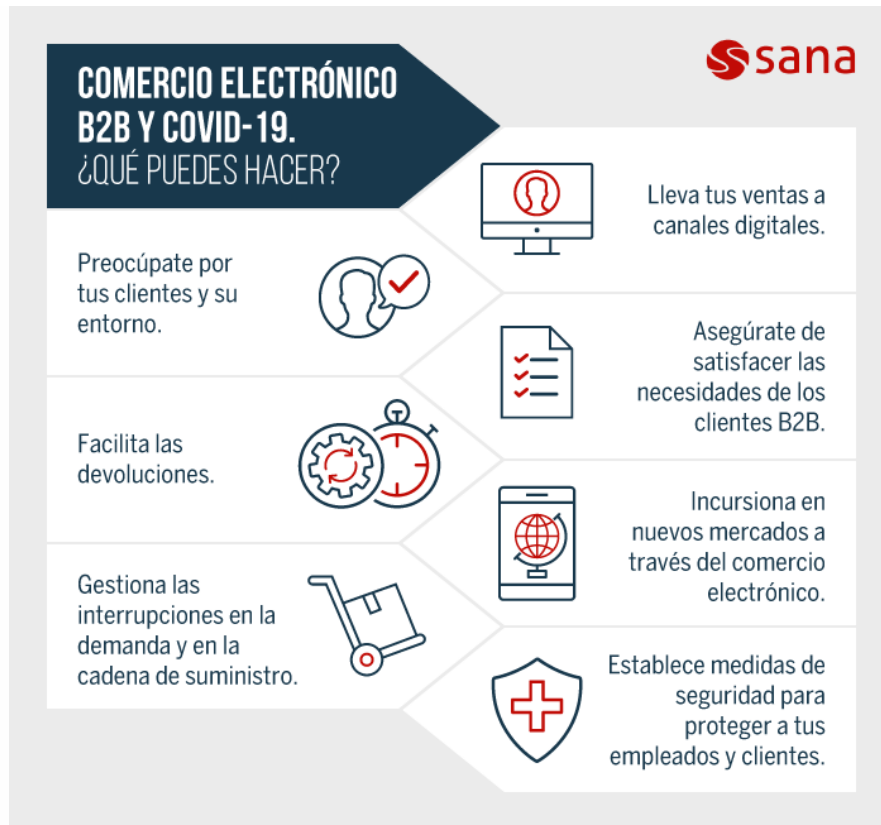 COMERCIO ELECTRÓNICO
B2B Y COVID-19.
¿QUÉ PUEDES HACER?
sana
Lleva tus ventas a
canales digitales.
Preocúpate por
tus clientes y su
entorno.
Asegúrate de
satisfacer las
necesidades de los
clientes B2B.
Facilita las
devoluciones.
Incursiona en
nuevos mercados a
través del comercio
electrónico.
Gestiona las
interrupciones en la
demanda y en la
cadena de suministro.
Establece medidas de
seguridad para
proteger a tus
empleados y clientes.